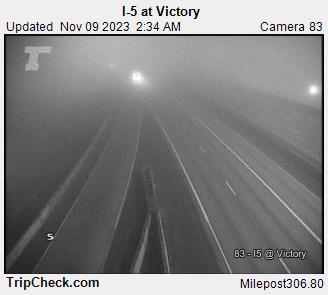 I-5 at Victory
Updated Nov 09 2023 2:34 AM Camera 83
T
S
83 - I5 @ Victory
TripCheck.com Milepost306.80